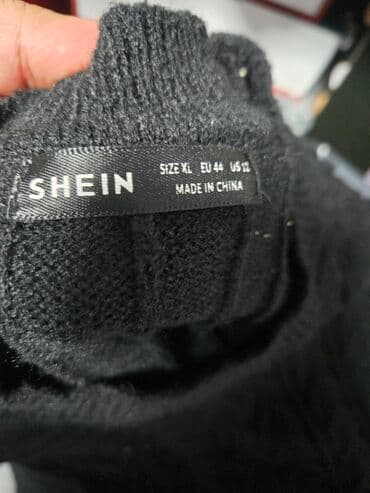 SHEIN
SIZE XL EU 44 US 12
MADE IN CHINA